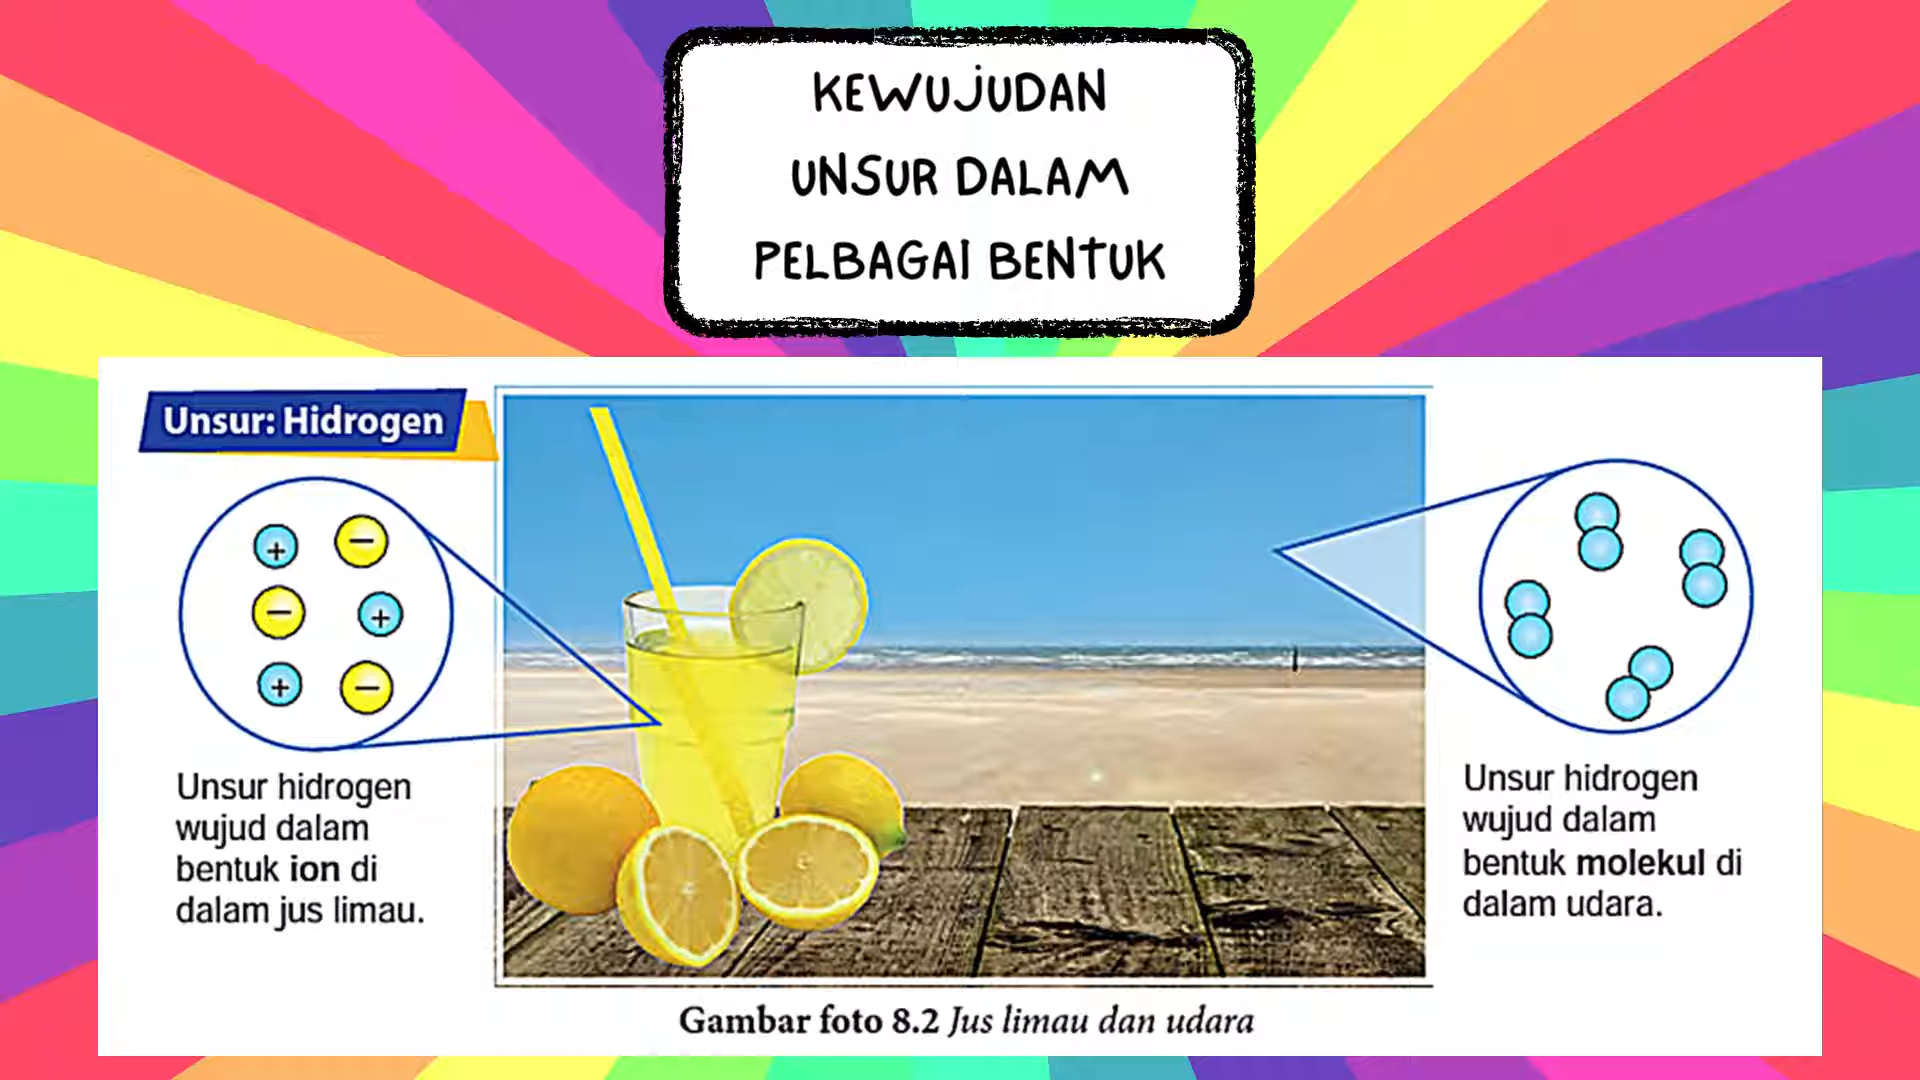 KEWUJUDAN
UNSUR DALAM
PELBAGAI BENTUK
Unsur: Hidrogen
+ −
− +
+ −
Unsur hidrogen
wujud dalam
bentuk ion di
dalam jus limau.
Unsur hidrogen
wujud dalam
bentuk molekul di
dalam udara.
Gambar foto 8.2 Jus limau dan udara